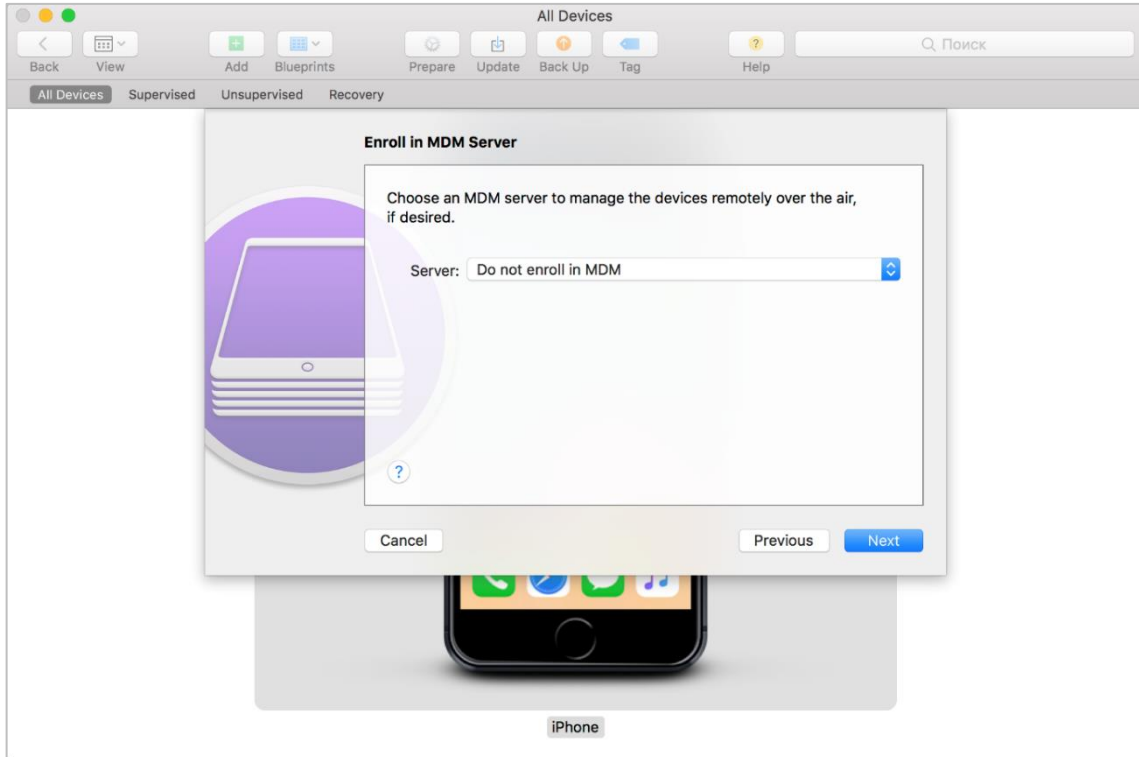 All Devices
Back View Add Blueprints Prepare Update Back Up Tag Help Поиск
All Devices Supervised Unsupervised Recovery
Enroll in MDM Server
Choose an MDM server to manage the devices remotely over the air,
if desired.
Server: Do not enroll in MDM
?
Cancel Previous Next
iPhone